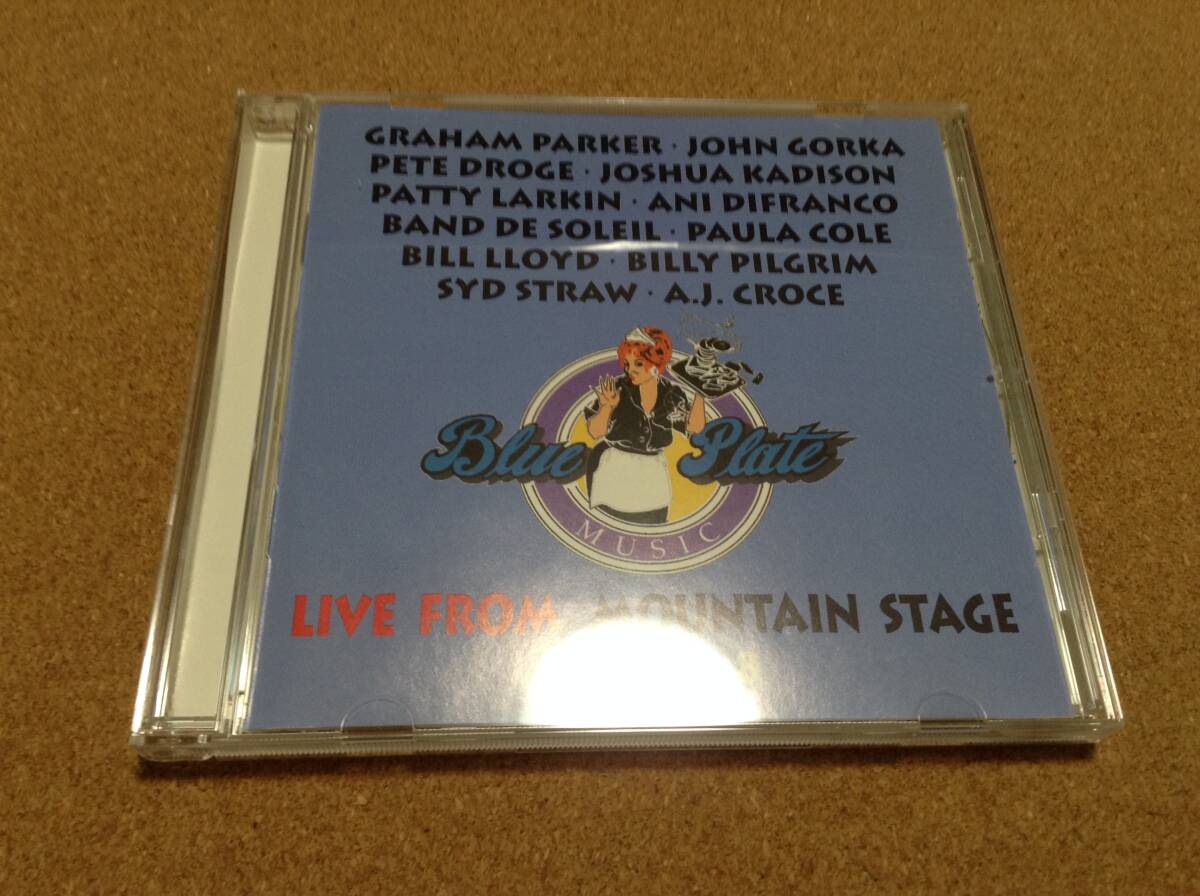 GRAHAM PARKER · JOHN GORKA
PETE DROGE · JOSHUA KADISON
PATTY LARKIN · ANI DIFRANCO
BAND DE SOLEIL · PAULA COLE
BILL LLOYD · BILLY PILGRIM
SYD STRAW · A.J. CROCE
Blue Plate
MUSIC
LIVE FROM MOUNTAIN STAGE
8